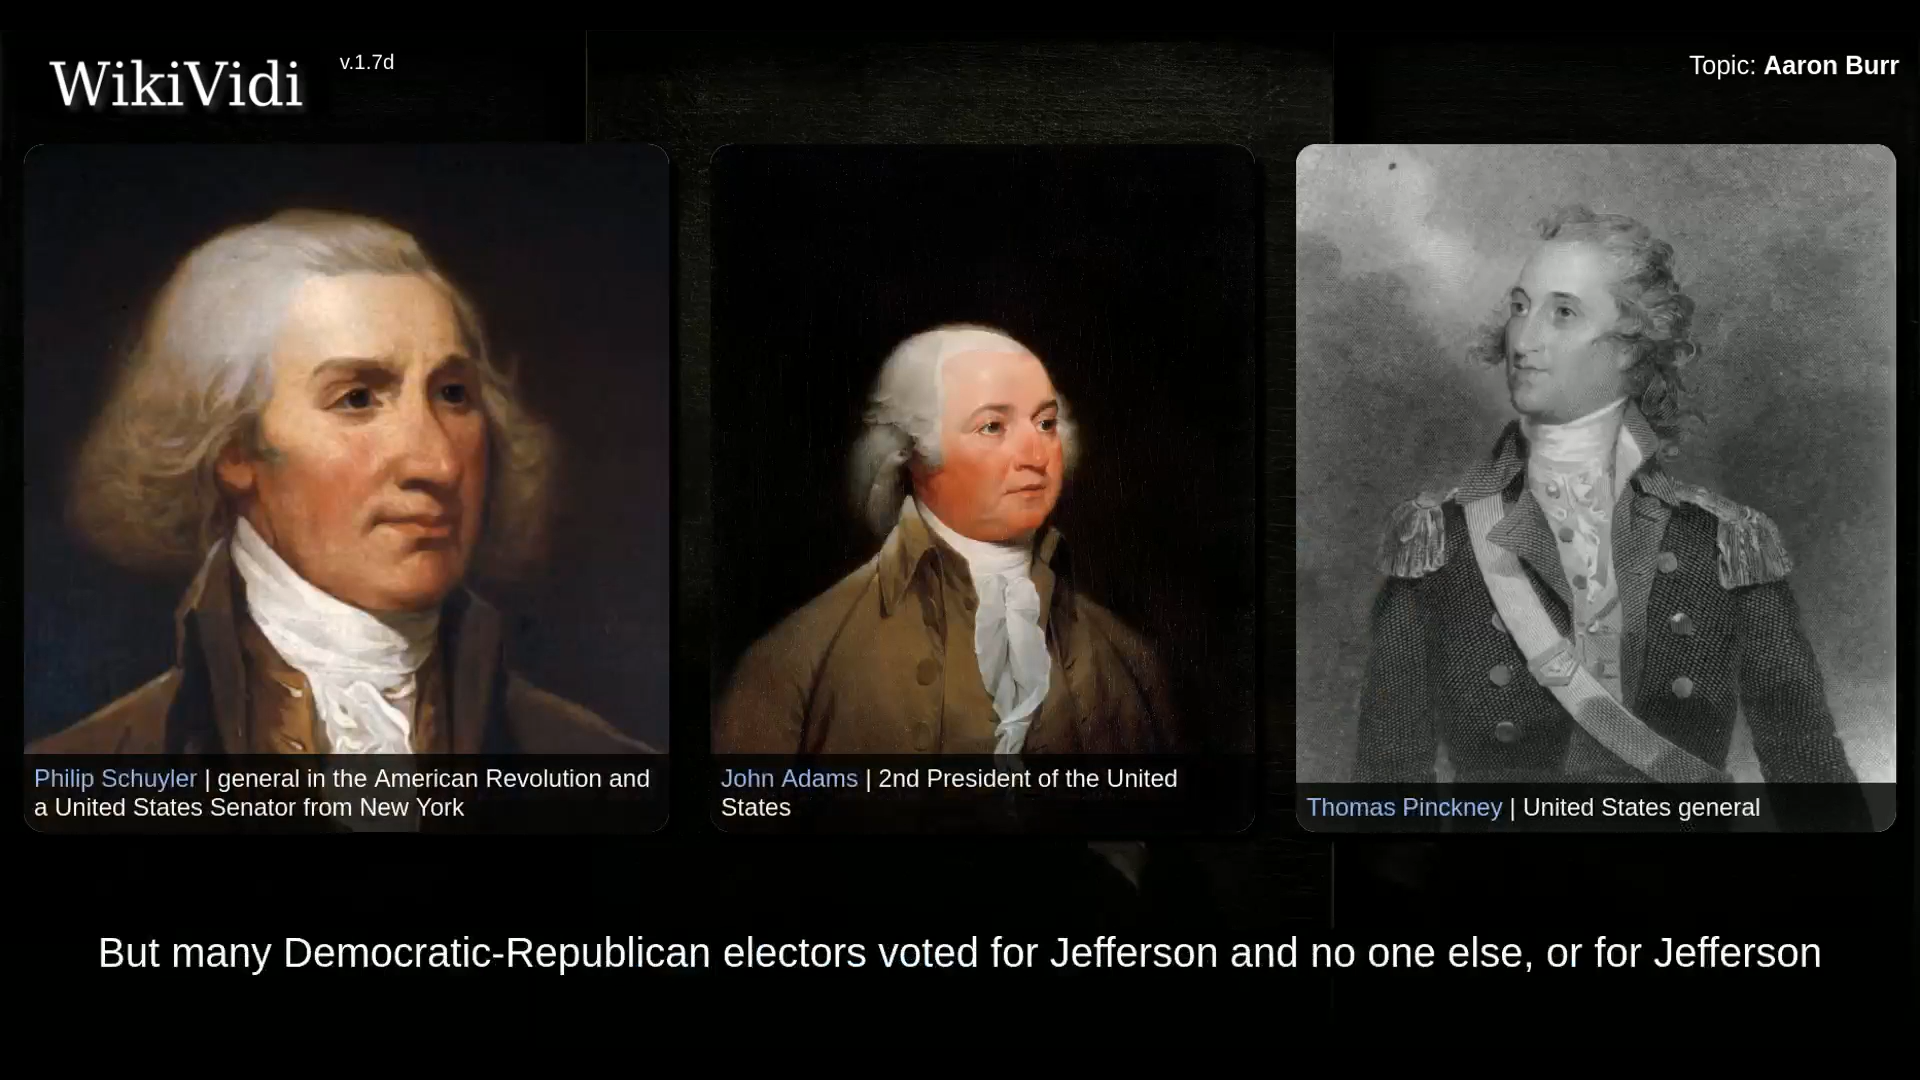 WikiVidi
v.1.7d
Topic: Aaron Burr
Philip Schuyler | general in the American Revolution and
a United States Senator from New York
John Adams | 2nd President of the United
States
Thomas Pinckney | United States general
But many Democratic-Republican electors voted for Jefferson and no one else, or for Jefferson